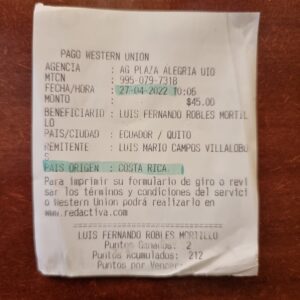 PAGO WESTERN UNION
AGENCIA : AG PLAZA ALEGRIA UIO
MTCN : 995-079-7318
FECHA/HORA : 27-04-2022 10:06
MONTO : $45.00
BENEFICIARIO : LUIS FERNANDO ROBLES MORTIL
LO
PAIS/CIUDAD : ECUADOR / QUITO
REMITENTE : LUIS MARIO CAMPOS VILLALOBO
S
PAIS ORIGEN : COSTA RICA
Para imprimir su formulario de giro o revi
sar los términos y condiciones del servici
o Western Union podrá realizarlo en
www.redactiva.com
LUIS FERNANDO ROBLES MORTILLO
Puntos Ganados: 2
Puntos Acumulados: 212
Puntos por Vencer: